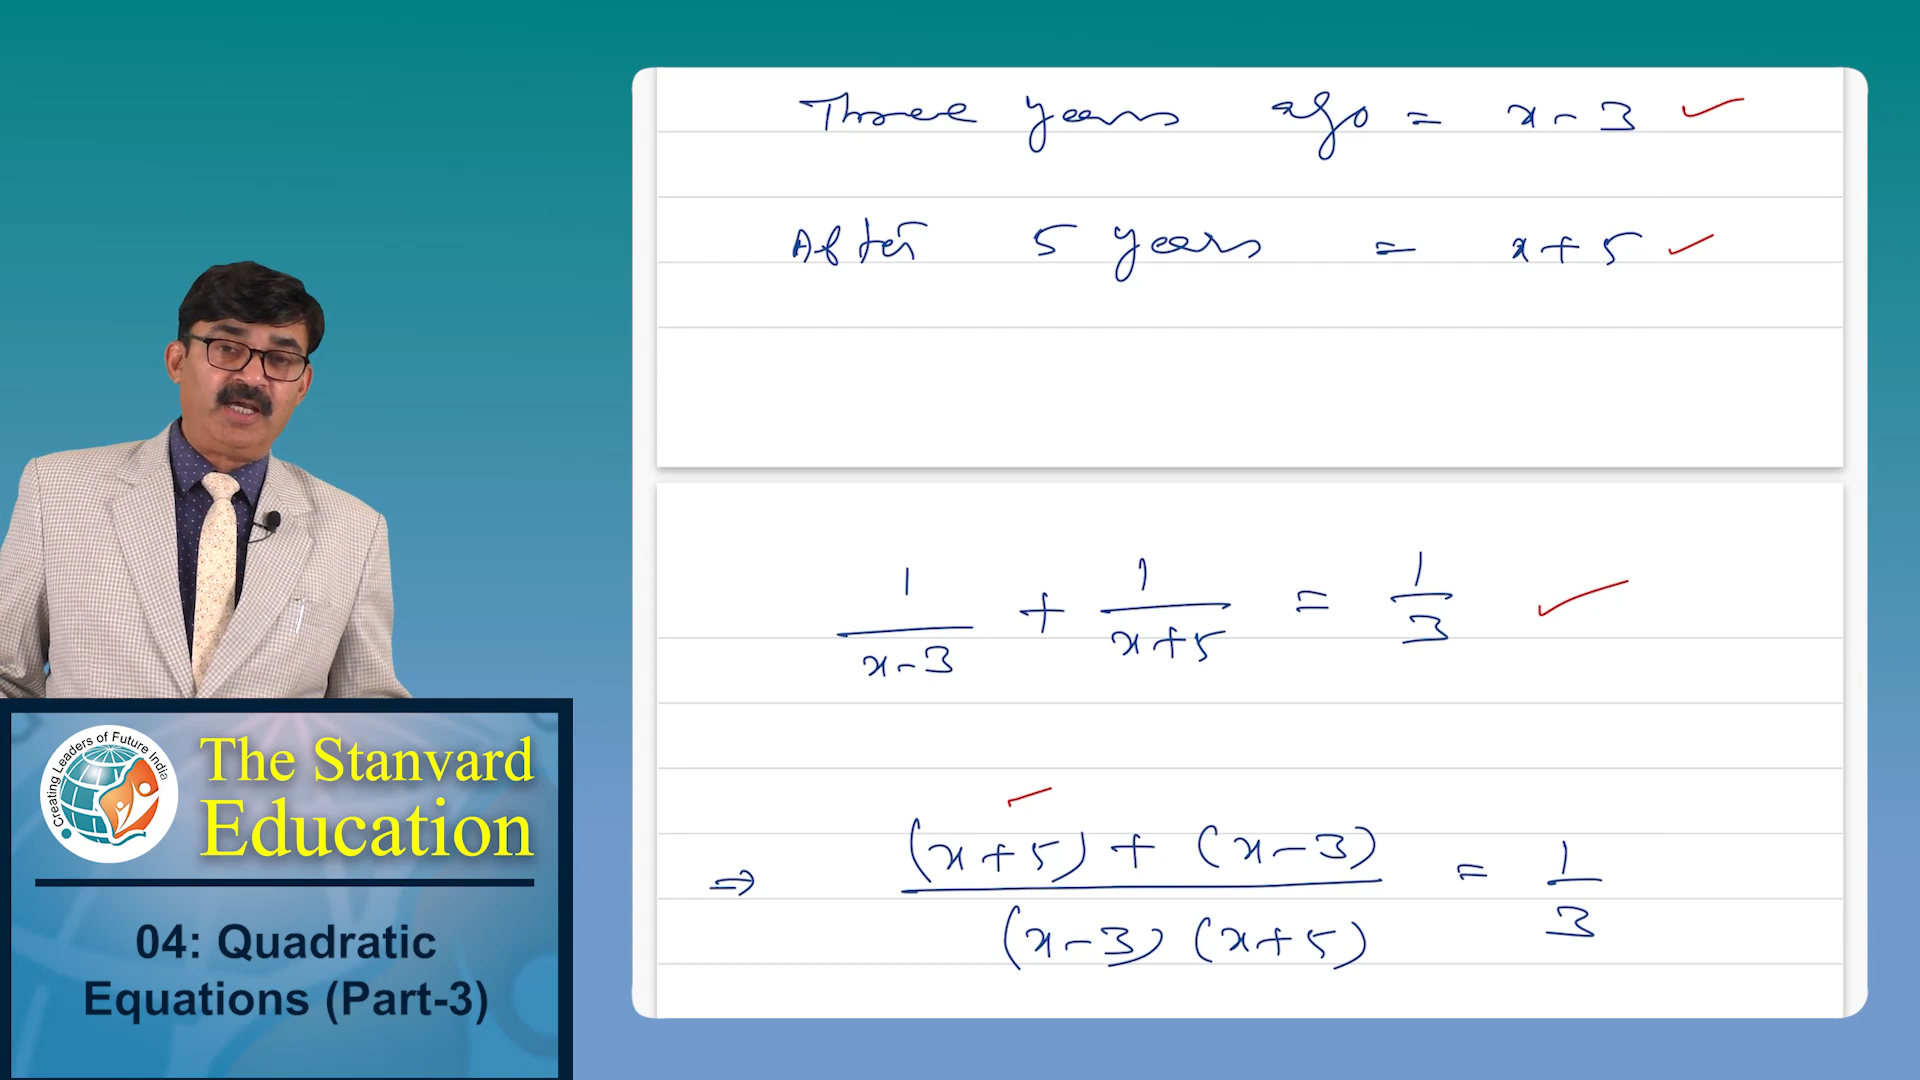 Three years ago = x - 3 ✓
After 5 years = x + 5 ✓
1/(x-3) + 1/(x+5) = 1/3 ✓
⇒ ((x+5) + (x-3))/((x-3)(x+5)) = 1/3
Creating Leaders of Future India
The Stanvard
Education
04: Quadratic
Equations (Part-3)